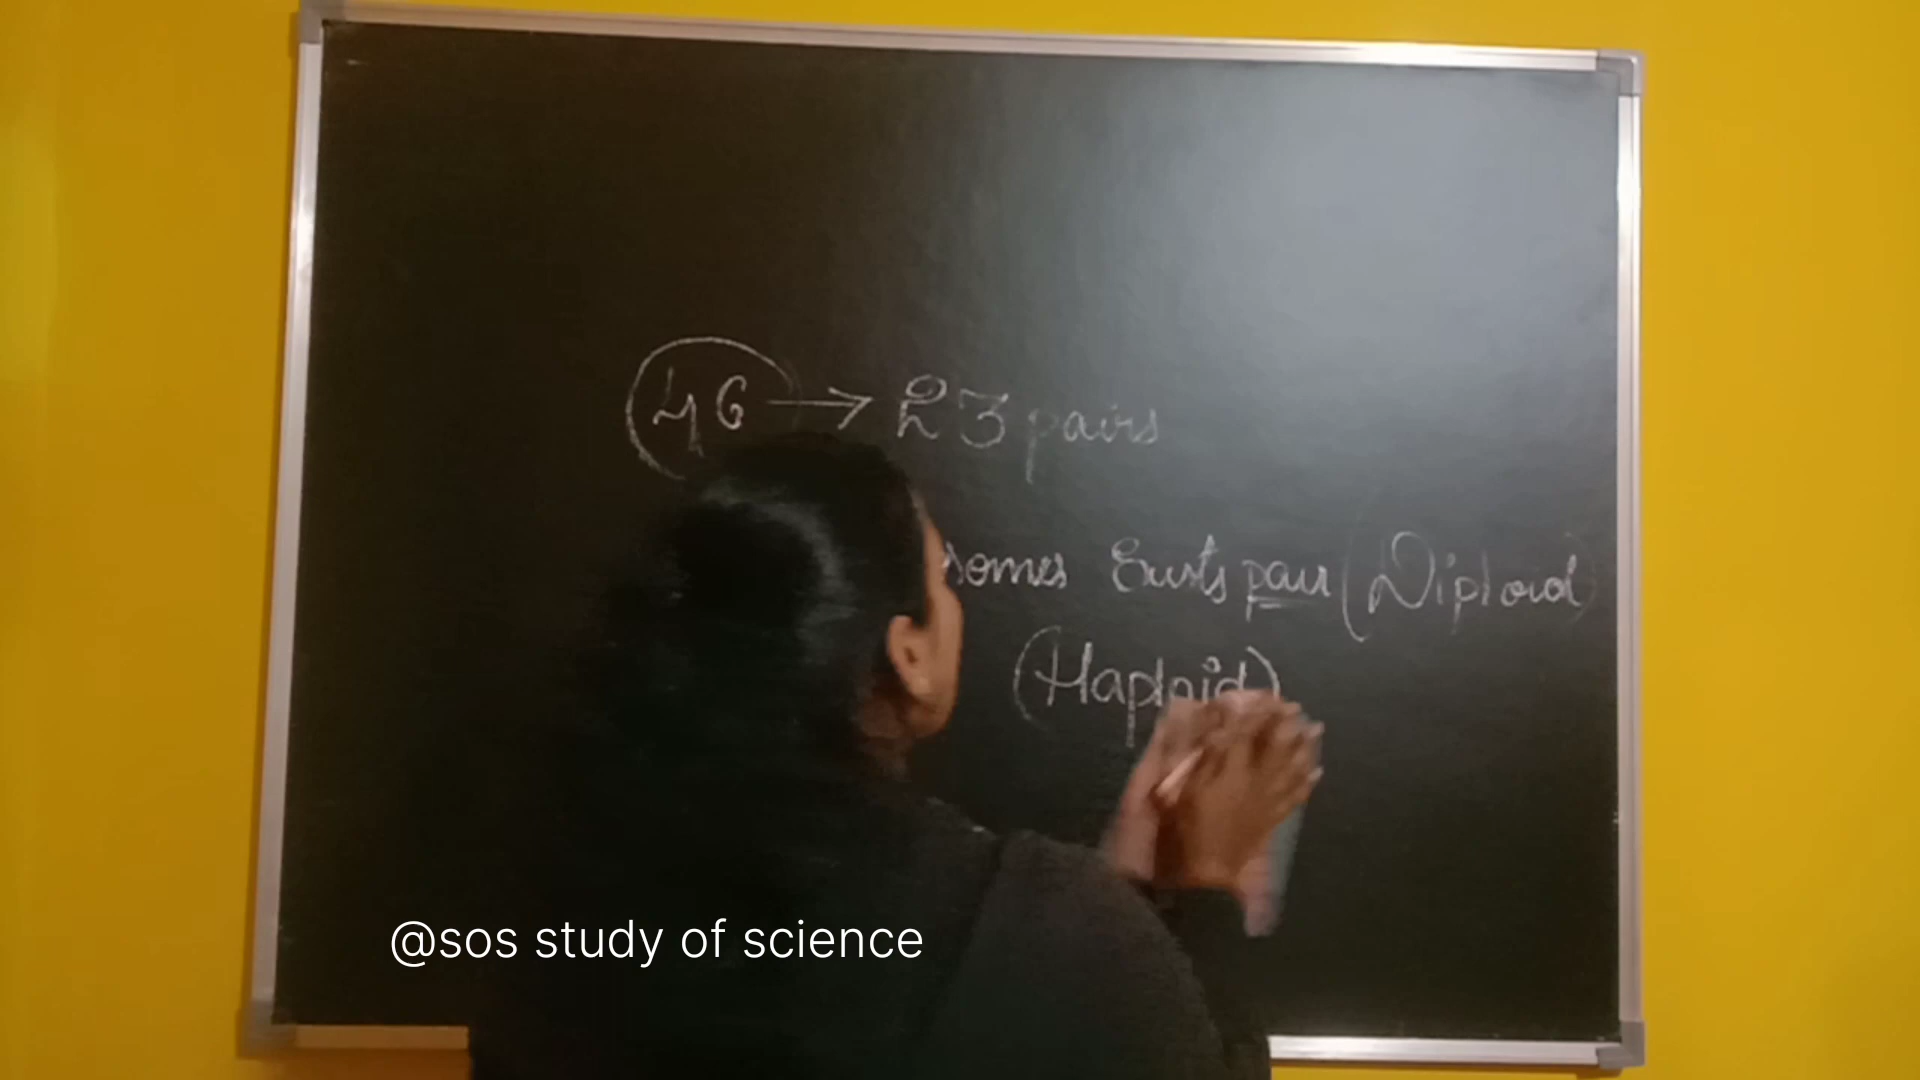 46 → 23 pairs
somes Exists pair (Diploid)
(Haploid)
@sos study of science